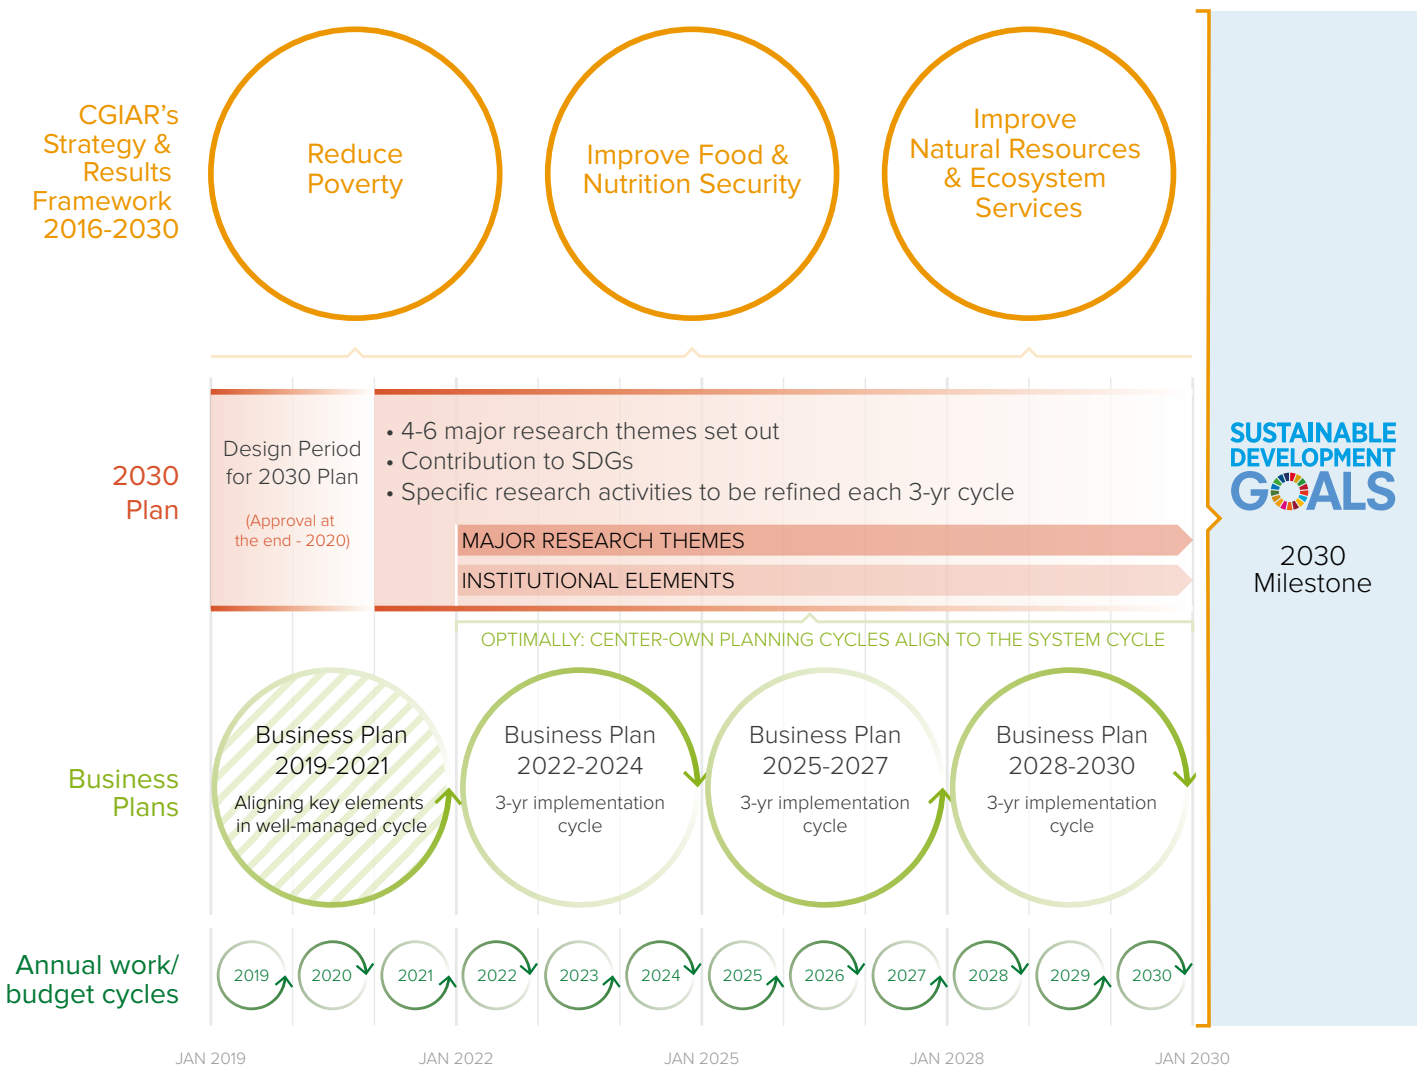 CGIAR's
Strategy &
Results
Framework
2016-2030
Reduce
Poverty
Improve Food &
Nutrition Security
Improve
Natural Resources
& Ecosystem
Services
2030
Plan
Design Period
for 2030 Plan
(Approval at
the end - 2020)
• 4-6 major research themes set out
• Contribution to SDGs
• Specific research activities to be refined each 3-yr cycle
MAJOR RESEARCH THEMES
INSTITUTIONAL ELEMENTS
SUSTAINABLE
DEVELOPMENT
GOALS
2030
Milestone
OPTIMALLY: CENTER-OWN PLANNING CYCLES ALIGN TO THE SYSTEM CYCLE
Business
Plans
Business Plan
2019-2021
Aligning key elements
in well-managed cycle
Business Plan
2022-2024
3-yr implementation
cycle
Business Plan
2025-2027
3-yr implementation
cycle
Business Plan
2028-2030
3-yr implementation
cycle
Annual work/
budget cycles
2019
2020
2021
2022
2023
2024
2025
2026
2027
2028
2029
2030
JAN 2019
JAN 2022
JAN 2025
JAN 2028
JAN 2030